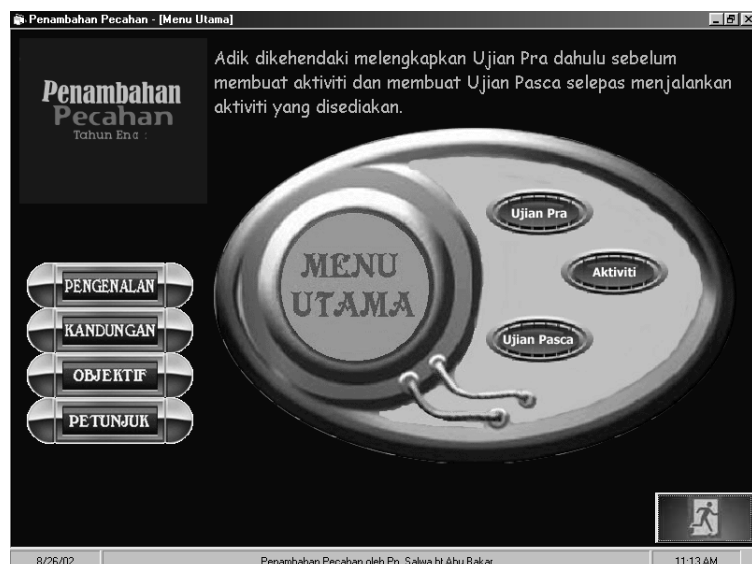 Penambahan Pecahan - [Menu Utama]
Adik dikehendaki melengkapkan Ujian Pra dahulu sebelum
membuat aktiviti dan membuat Ujian Pasca selepas menjalankan
aktiviti yang disediakan.
Penambahan
Pecahan
Tahun Ena :
MENU
UTAMA
Ujian Pra
Aktiviti
Ujian Pasca
PENGENALAN
KANDUNGAN
OBJEKTIF
PETUNJUK
8/26/02
Penambahan Pecahan oleh Pn. Salwa bt Abu Bakar
11:13 AM